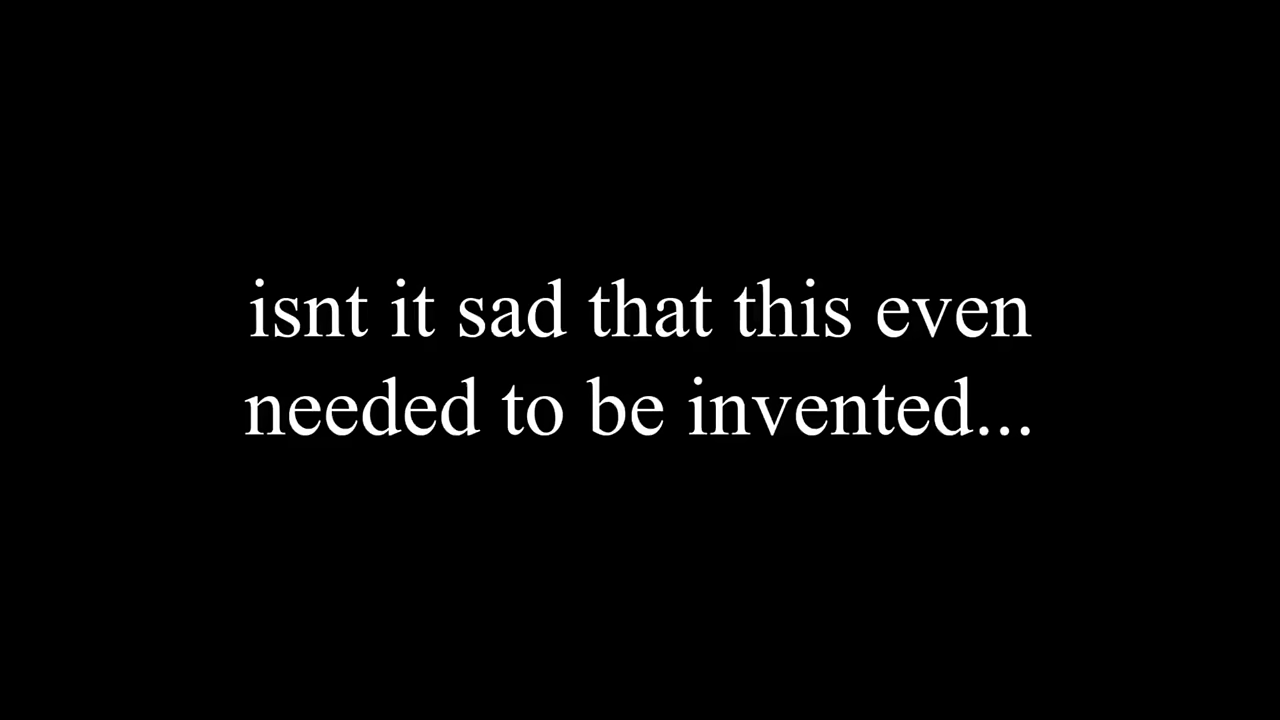 isnt it sad that this even
needed to be invented...